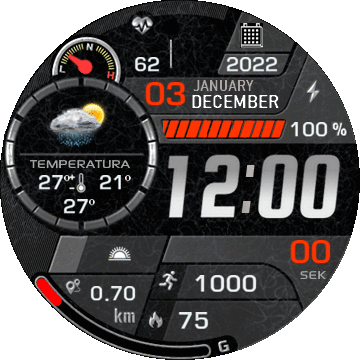 N
L H
62
2022
03 JANUARY
DECEMBER
100 %
TEMPERATURA
27°+ - 21°
27°
12:00
00
SEK
0.70
km
1000
75
G